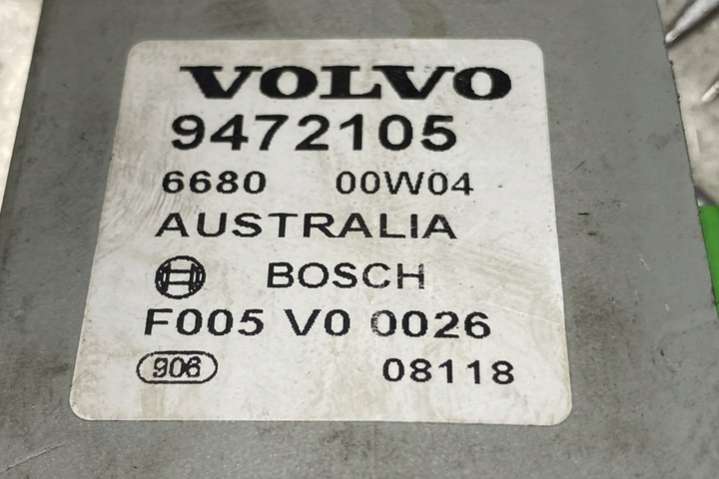 VOLVO
9472105
6680 00W04
AUSTRALIA
BOSCH
F005 V0 0026
906 08118